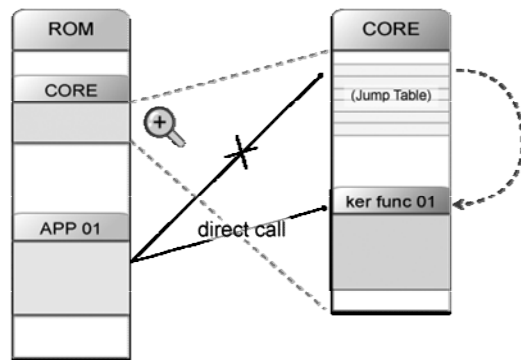 ROM
CORE
APP 01
direct call
CORE
(Jump Table)
ker func 01